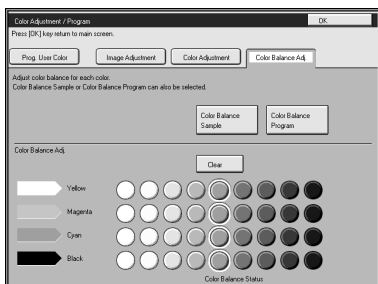 Color Adjustment / Program
OK
Press [OK] key return to main screen.
Prog. User Color
Image Adjustment
Color Adjustment
Color Balance Adj.
Adjust color balance for each color.
Color Balance Sample or Color Balance Program can also be selected.
Color Balance
Sample
Color Balance
Program
Color Balance Adj.
Clear
Yellow
Magenta
Cyan
Black
Color Balance Status